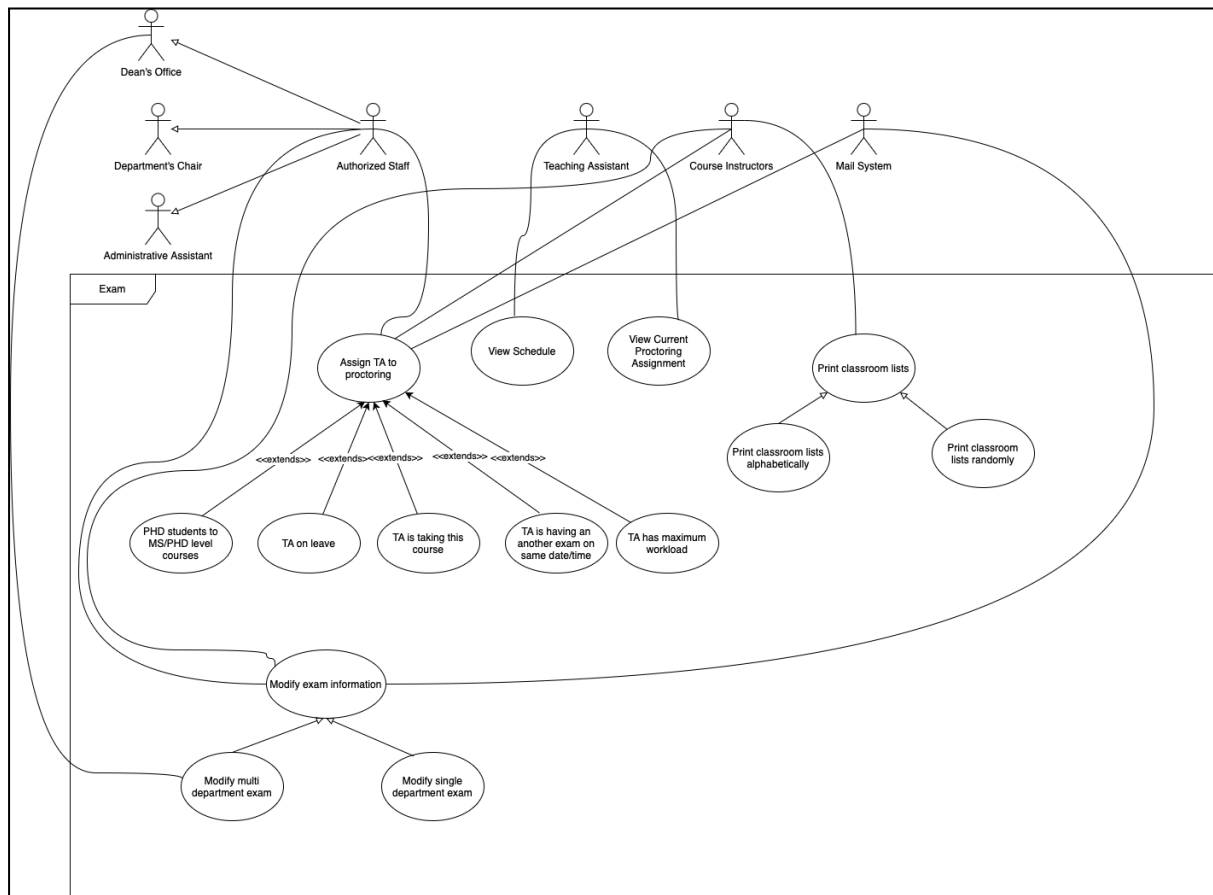 Dean's Office
Department's Chair
Authorized Staff
Teaching Assistant
Course Instructors
Mail System
Administrative Assistant
Exam
Assign TA to
proctoring
View Schedule
View Current
Proctoring
Assignment
Print classroom lists
Print classroom lists
alphabetically
Print classroom
lists randomly
<<extends>>
<<extends>>
<<extends>>
<<extends>>
<<extends>>
PHD students to
MS/PHD level
courses
TA on leave
TA is taking this
course
TA is having an
another exam on
same date/time
TA has maximum
workload
Modify exam information
Modify multi
department exam
Modify single
department exam